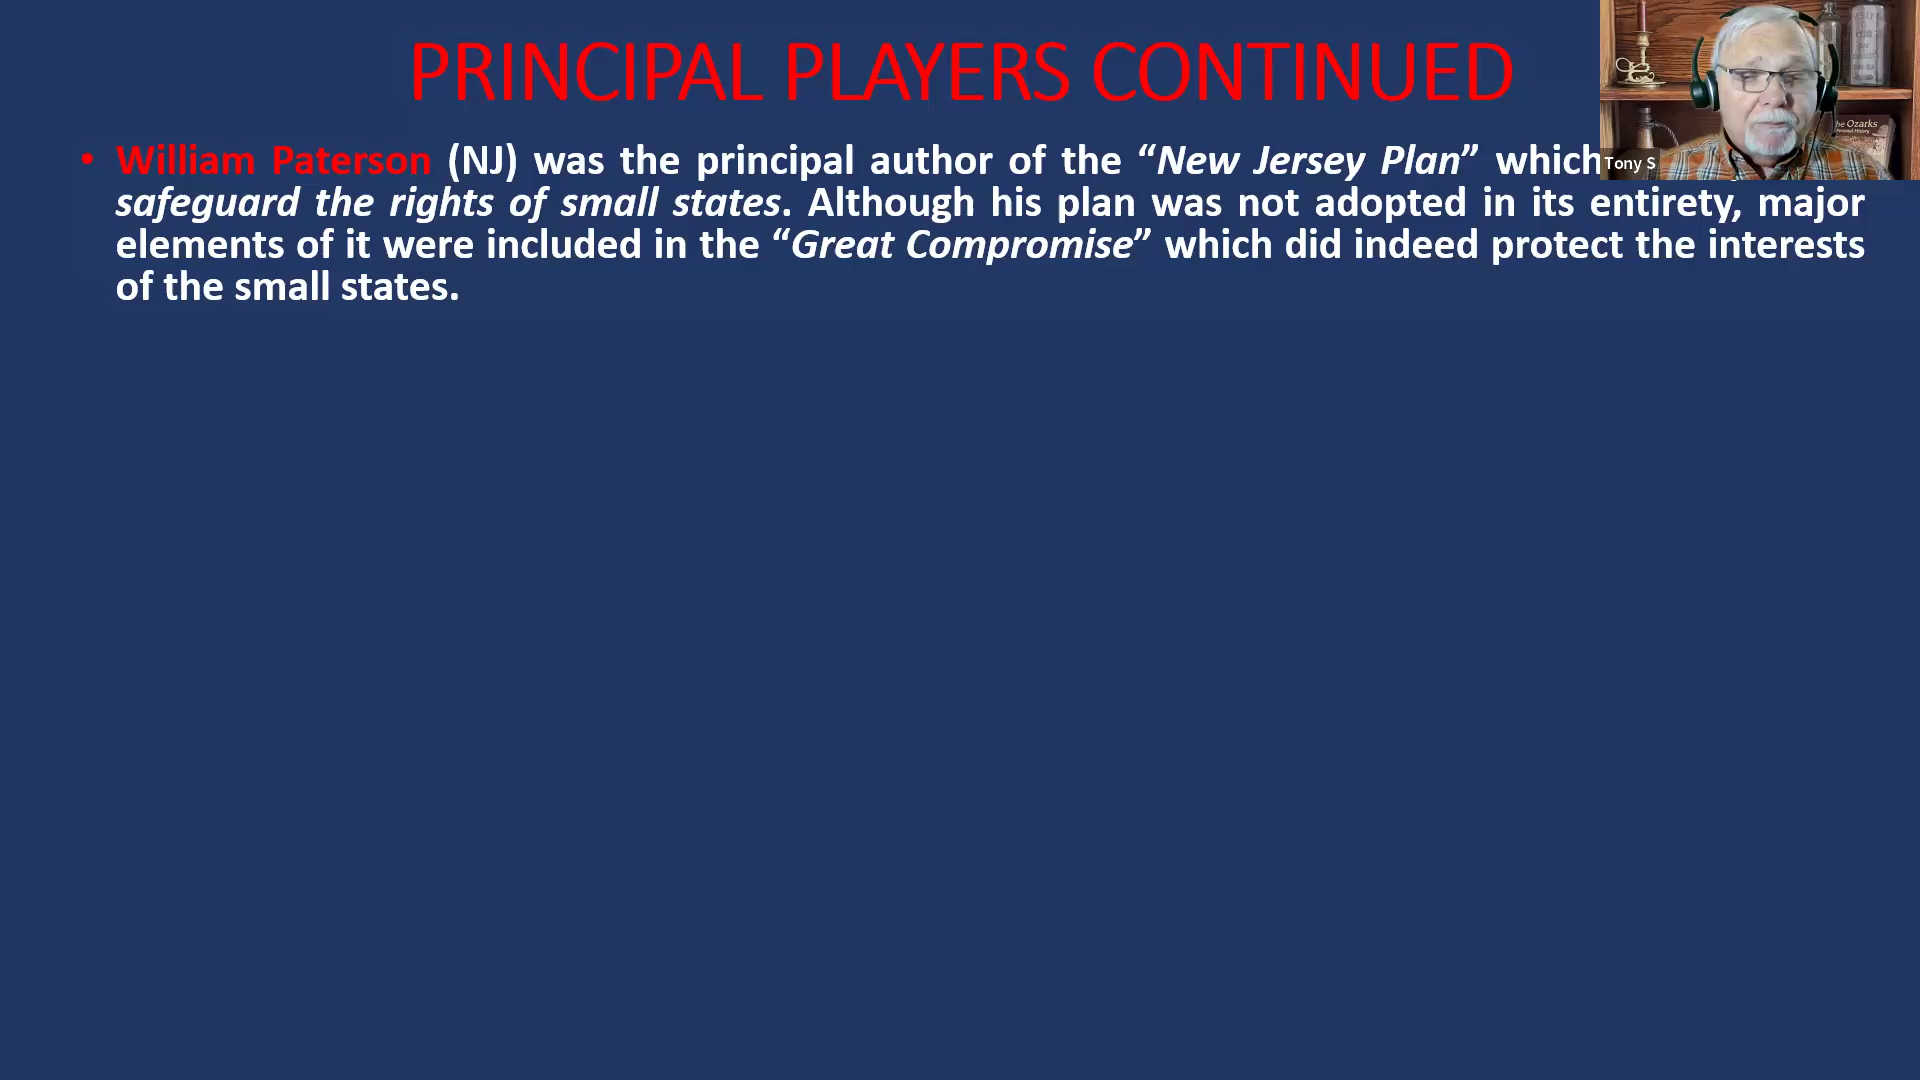 PRINCIPAL PLAYERS CONTINUED
• William Paterson (NJ) was the principal author of the “New Jersey Plan” which
safeguard the rights of small states. Although his plan was not adopted in its entirety, major
elements of it were included in the “Great Compromise” which did indeed protect the interests
of the small states.
Tony S
he Ozarks